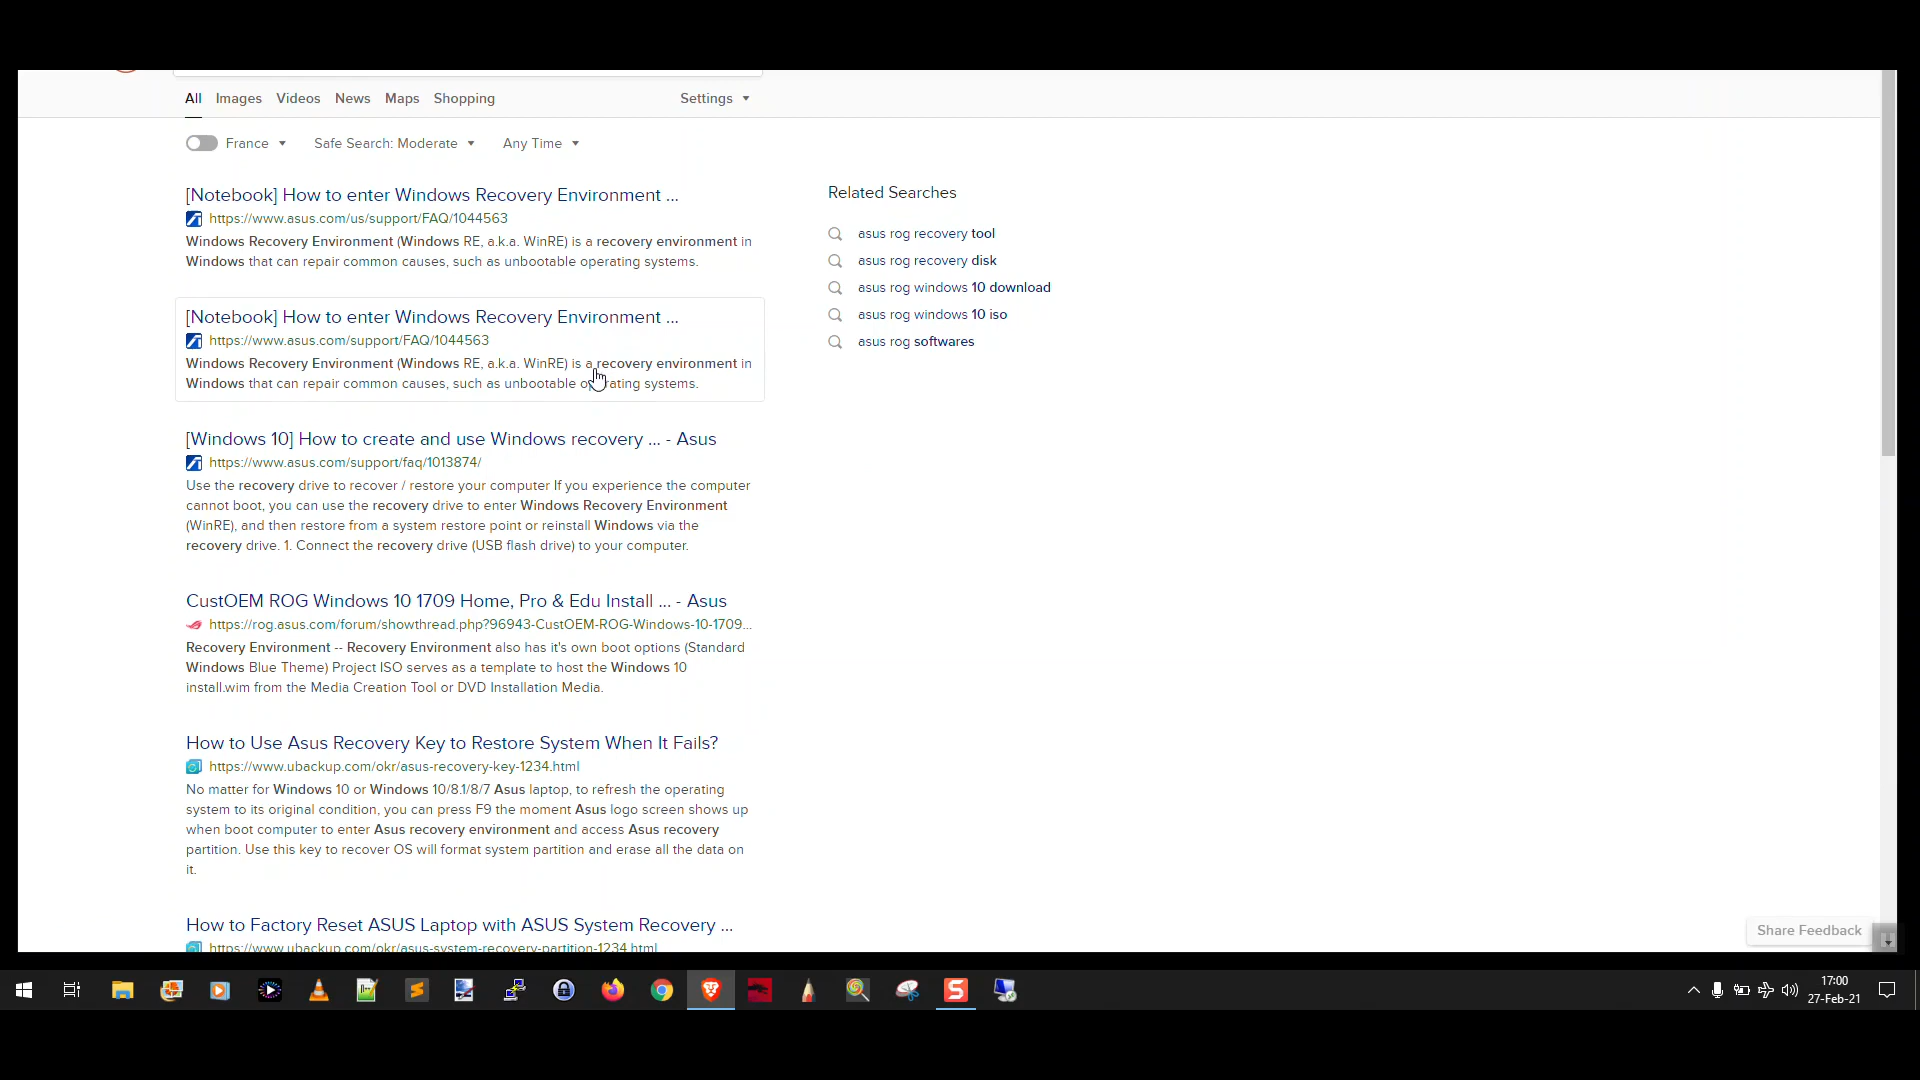 All Images Videos News Maps Shopping Settings
France Safe Search: Moderate Any Time
[Notebook] How to enter Windows Recovery Environment ...
https://www.asus.com/us/support/FAQ/1044563
Windows Recovery Environment (Windows RE, a.k.a. WinRE) is a recovery environment in
Windows that can repair common causes, such as unbootable operating systems.
[Notebook] How to enter Windows Recovery Environment ...
https://www.asus.com/support/FAQ/1044563
Windows Recovery Environment (Windows RE, a.k.a. WinRE) is a recovery environment in
Windows that can repair common causes, such as unbootable operating systems.
[Windows 10] How to create and use Windows recovery ... - Asus
https://www.asus.com/support/faq/1013874/
Use the recovery drive to recover / restore your computer If you experience the computer
cannot boot, you can use the recovery drive to enter Windows Recovery Environment
(WinRE), and then restore from a system restore point or reinstall Windows via the
recovery drive. 1. Connect the recovery drive (USB flash drive) to your computer.
CustOEM ROG Windows 10 1709 Home, Pro & Edu Install ... - Asus
https://rog.asus.com/forum/showthread.php?96943-CustOEM-ROG-Windows-10-1709...
Recovery Environment -- Recovery Environment also has it's own boot options (Standard
Windows Blue Theme) Project ISO serves as a template to host the Windows 10
install.wim from the Media Creation Tool or DVD Installation Media.
How to Use Asus Recovery Key to Restore System When It Fails?
https://www.ubackup.com/okr/asus-recovery-key-1234.html
No matter for Windows 10 or Windows 10/8.1/8/7 Asus laptop, to refresh the operating
system to its original condition, you can press F9 the moment Asus logo screen shows up
when boot computer to enter Asus recovery environment and access Asus recovery
partition. Use this key to recover OS will format system partition and erase all the data on
it.
How to Factory Reset ASUS Laptop with ASUS System Recovery ...
https://www.ubackup.com/okr/asus-system-recovery-partition-1234.html
Related Searches
asus rog recovery tool
asus rog recovery disk
asus rog windows 10 download
asus rog windows 10 iso
asus rog softwares
Share Feedback
17:00
27-Feb-21